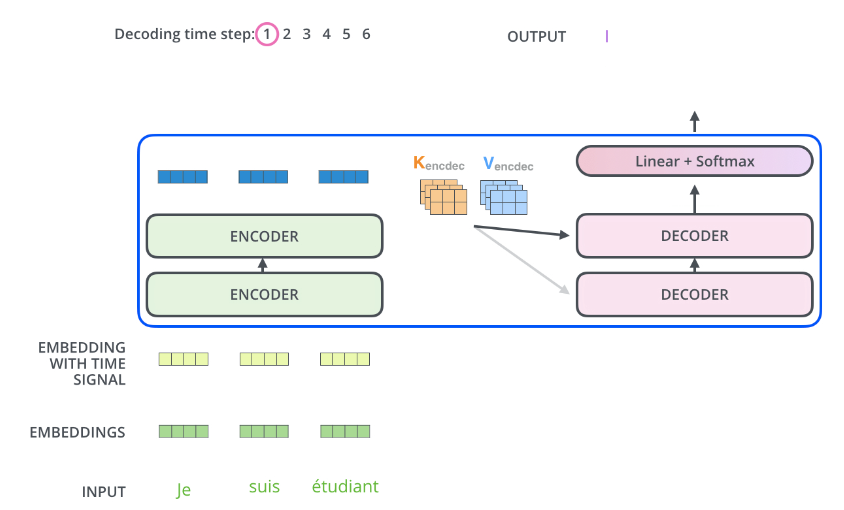 Decoding time step: 1 2 3 4 5 6
OUTPUT I
Kencdec Vencdec
Linear + Softmax
ENCODER
DECODER
ENCODER
DECODER
EMBEDDING
WITH TIME
SIGNAL
EMBEDDINGS
INPUT Je suis étudiant